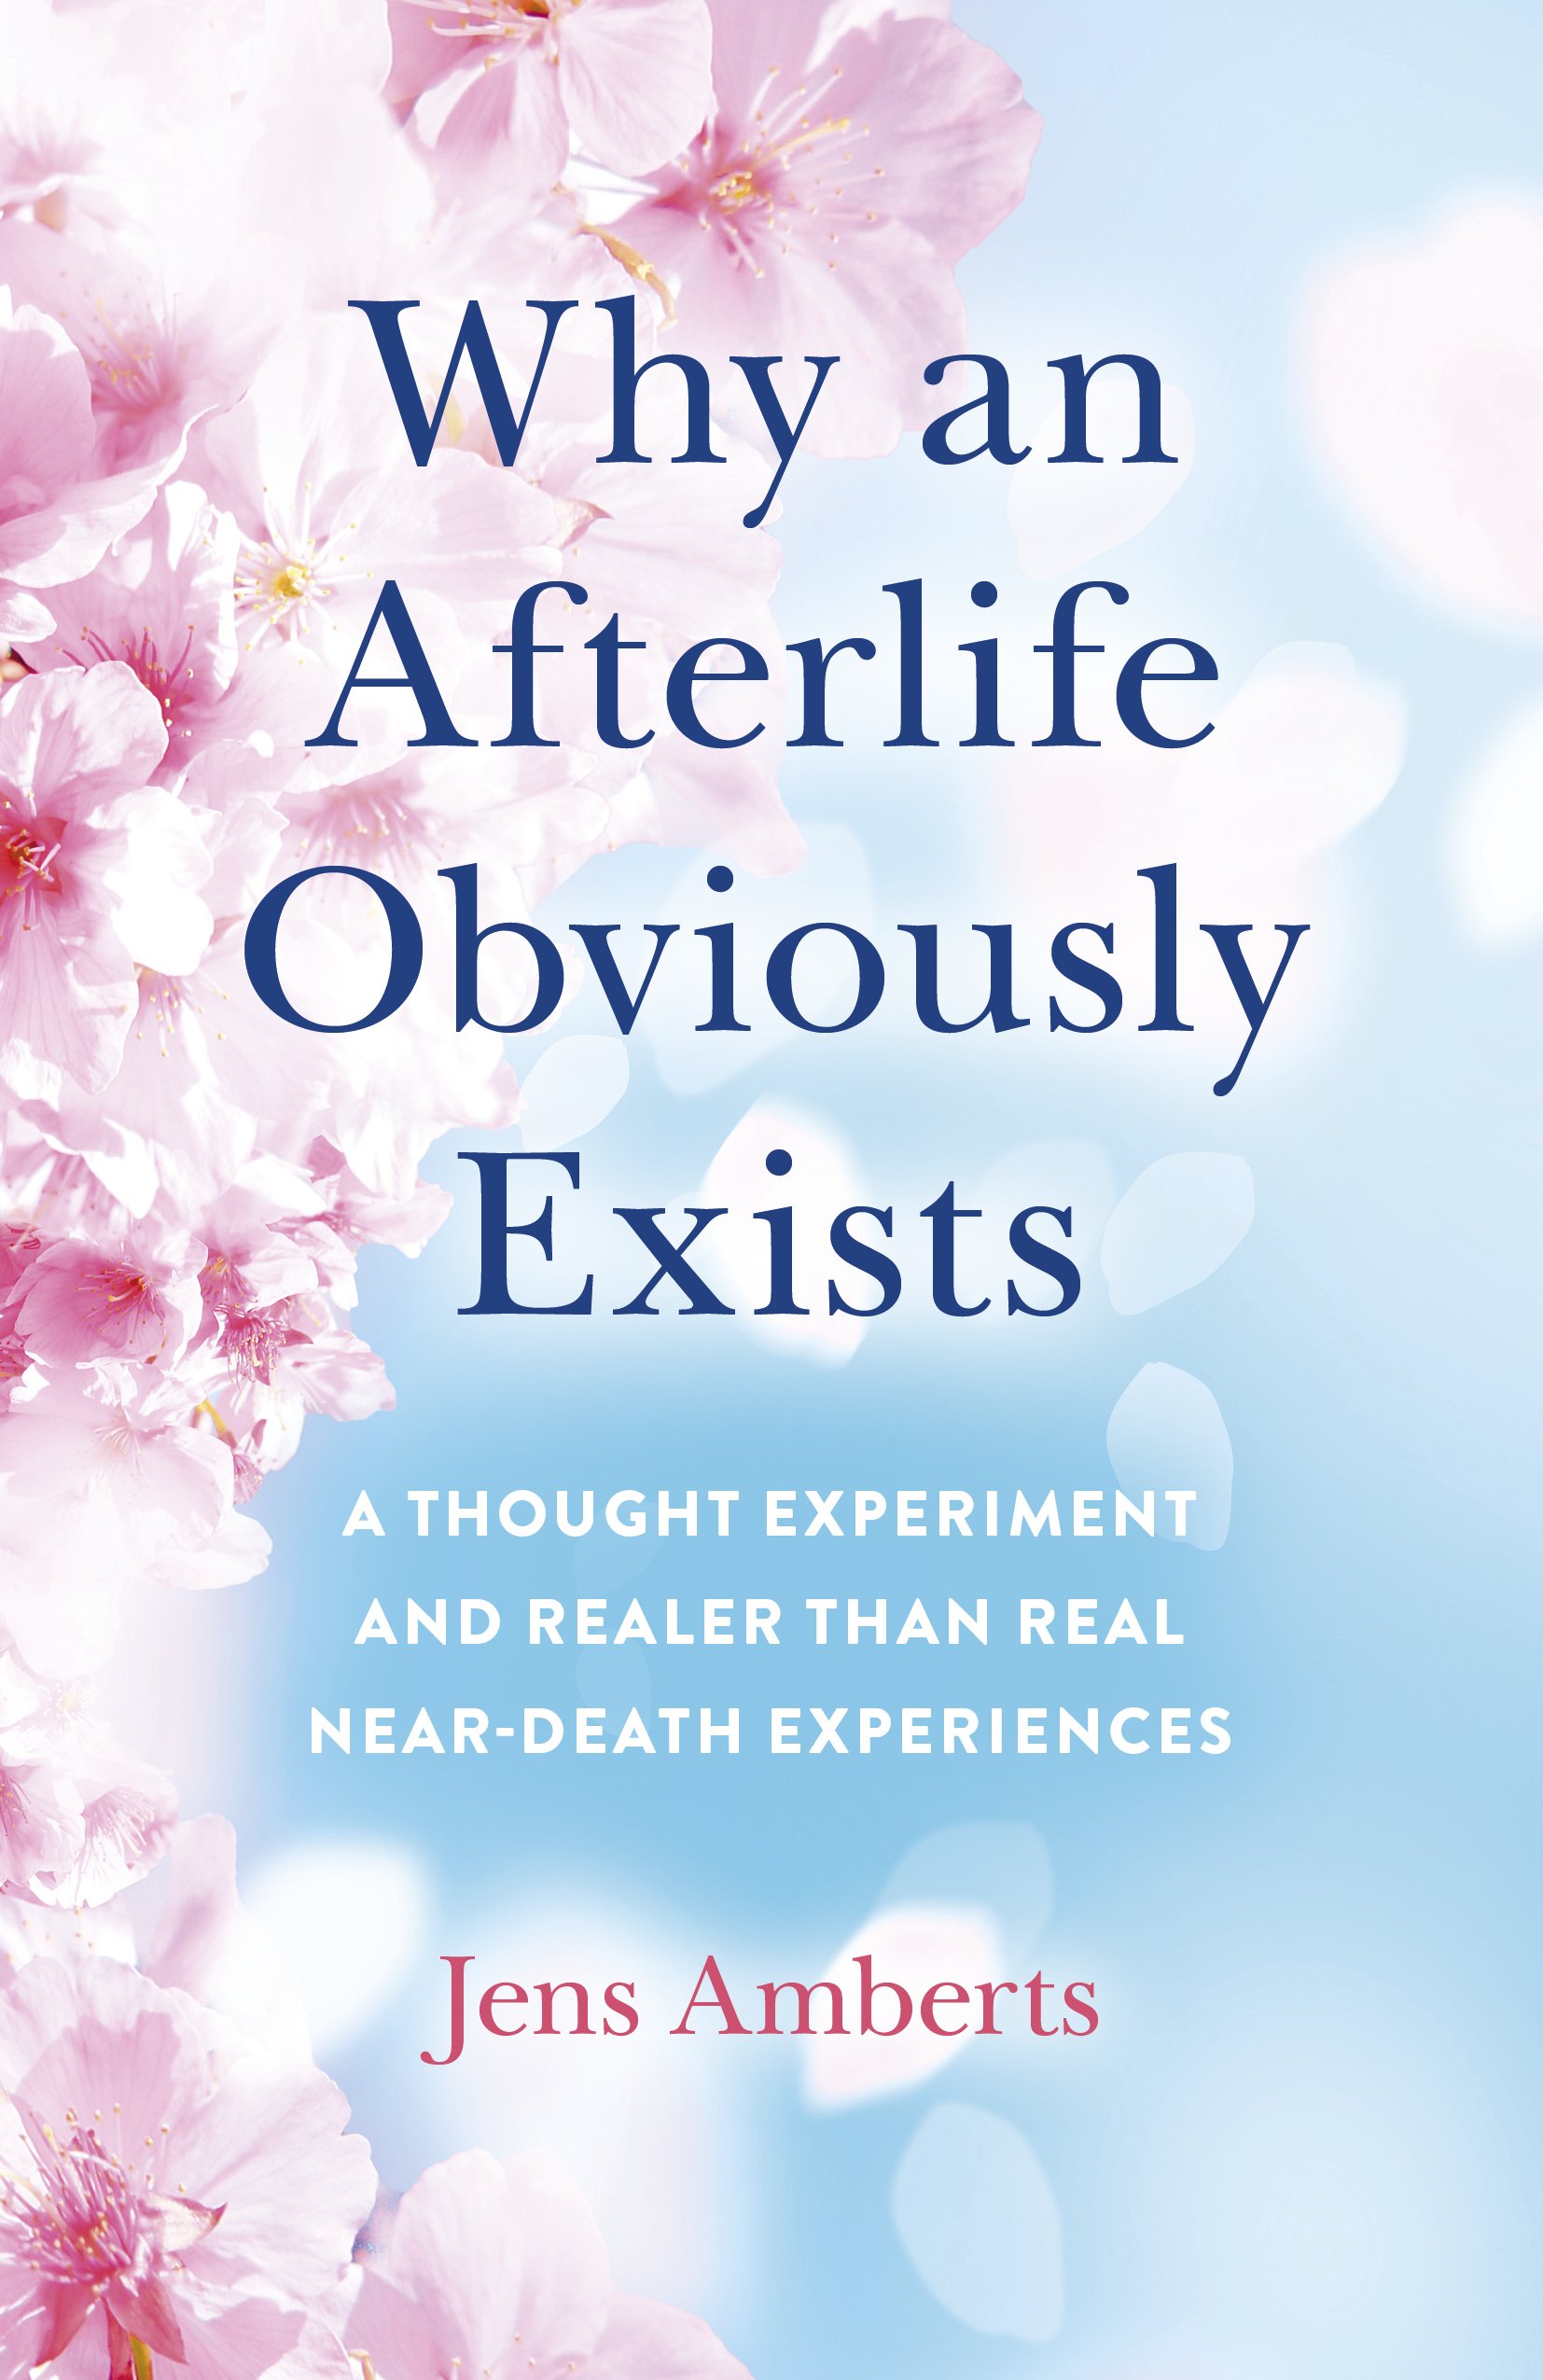 Why an
Afterlife
Obviously
Exists
A THOUGHT EXPERIMENT
AND REALER THAN REAL
NEAR-DEATH EXPERIENCES
Jens Amberts